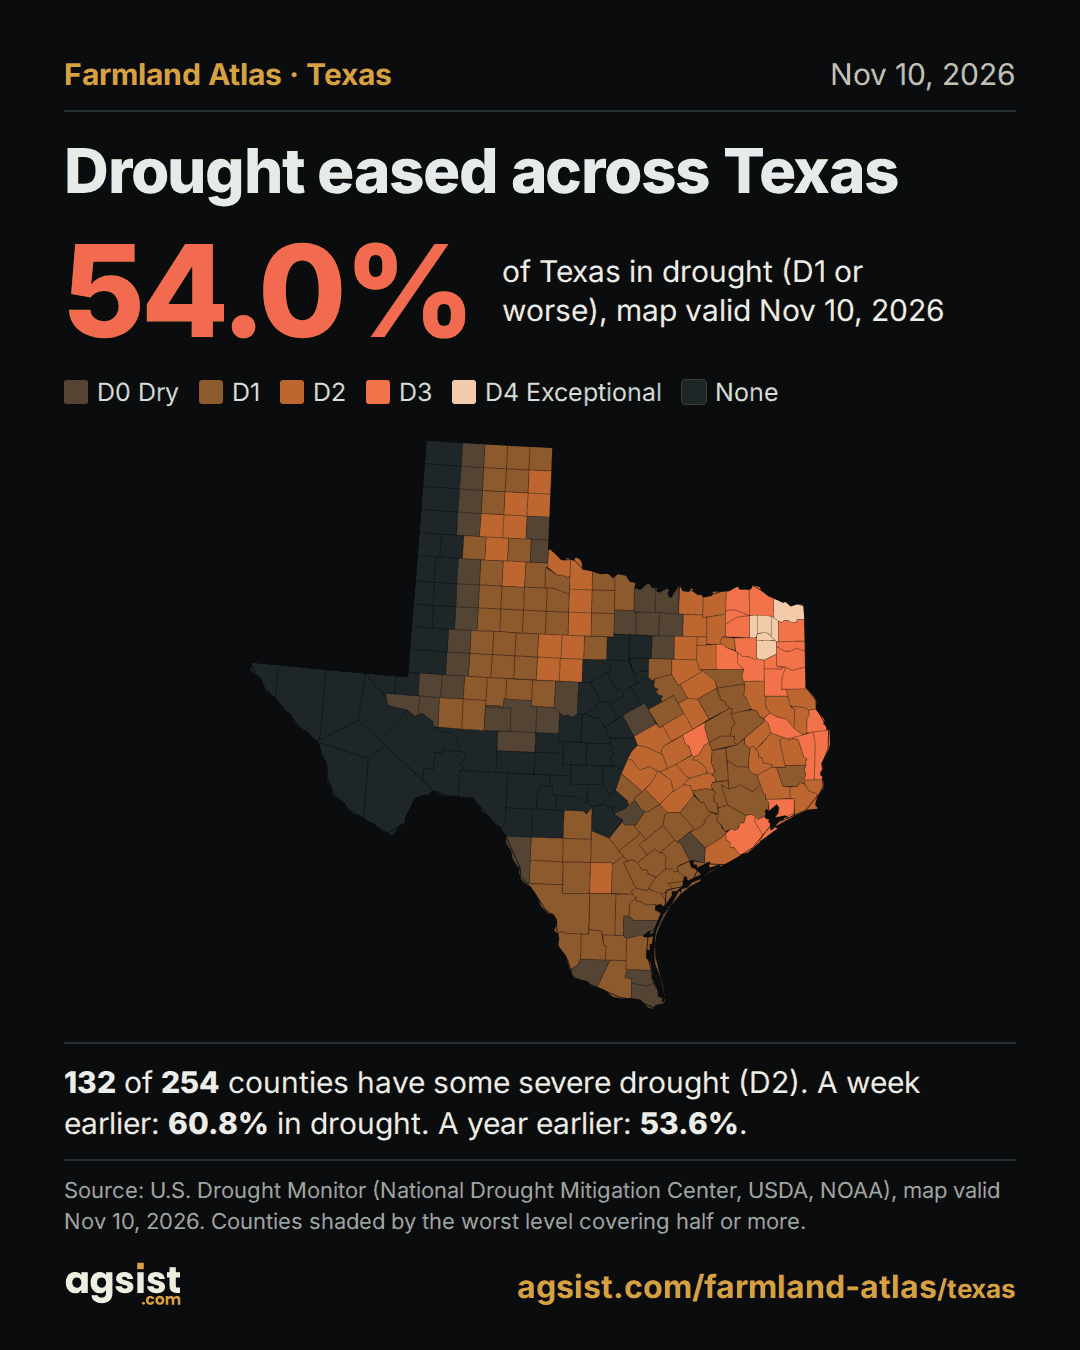 Farmland Atlas · Texas
Nov 10, 2026
Drought eased across Texas
54.0%
of Texas in drought (D1 or
worse), map valid Nov 10, 2026
D0 Dry D1 D2 D3 D4 Exceptional None
132 of 254 counties have some severe drought (D2). A week
earlier: 60.8% in drought. A year earlier: 53.6%.
Source: U.S. Drought Monitor (National Drought Mitigation Center, USDA, NOAA), map valid
Nov 10, 2026. Counties shaded by the worst level covering half or more.
agsist
.com
agsist.com/farmland-atlas/texas